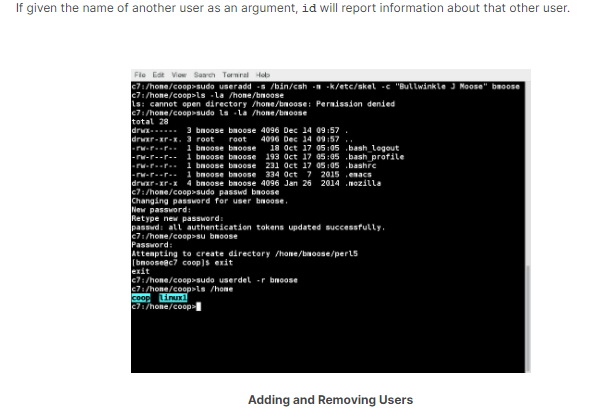 If given the name of another user as an argument, id will report information about that other user.
File Edit View Search Terminal Help
c7:/home/coop>sudo useradd -s /bin/csh -m -k/etc/skel -c "Bullwinkle J Moose" bmoose
c7:/home/coop>ls -la /home/bmoose
ls: cannot open directory /home/bmoose: Permission denied
c7:/home/coop>sudo ls -la /home/bmoose
total 28
drwx------ 3 bmoose bmoose 4096 Dec 14 09:57 .
drwxr-xr-x. 3 root root 4096 Dec 14 09:57 ..
-rw-r--r-- 1 bmoose bmoose 18 Oct 17 05:05 .bash_logout
-rw-r--r-- 1 bmoose bmoose 193 Oct 17 05:05 .bash_profile
-rw-r--r-- 1 bmoose bmoose 231 Oct 17 05:05 .bashrc
-rw-r--r-- 1 bmoose bmoose 334 Oct 7 2015 .emacs
drwxr-xr-x 4 bmoose bmoose 4096 Jan 26 2014 .mozilla
c7:/home/coop>sudo passwd bmoose
Changing password for user bmoose.
New password:
Retype new password:
passwd: all authentication tokens updated successfully.
c7:/home/coop>su bmoose
Password:
Attempting to create directory /home/bmoose/perl5
[bmoose@c7 coop]$ exit
exit
c7:/home/coop>sudo userdel -r bmoose
c7:/home/coop>ls /home
coop linux1
c7:/home/coop>
Adding and Removing Users